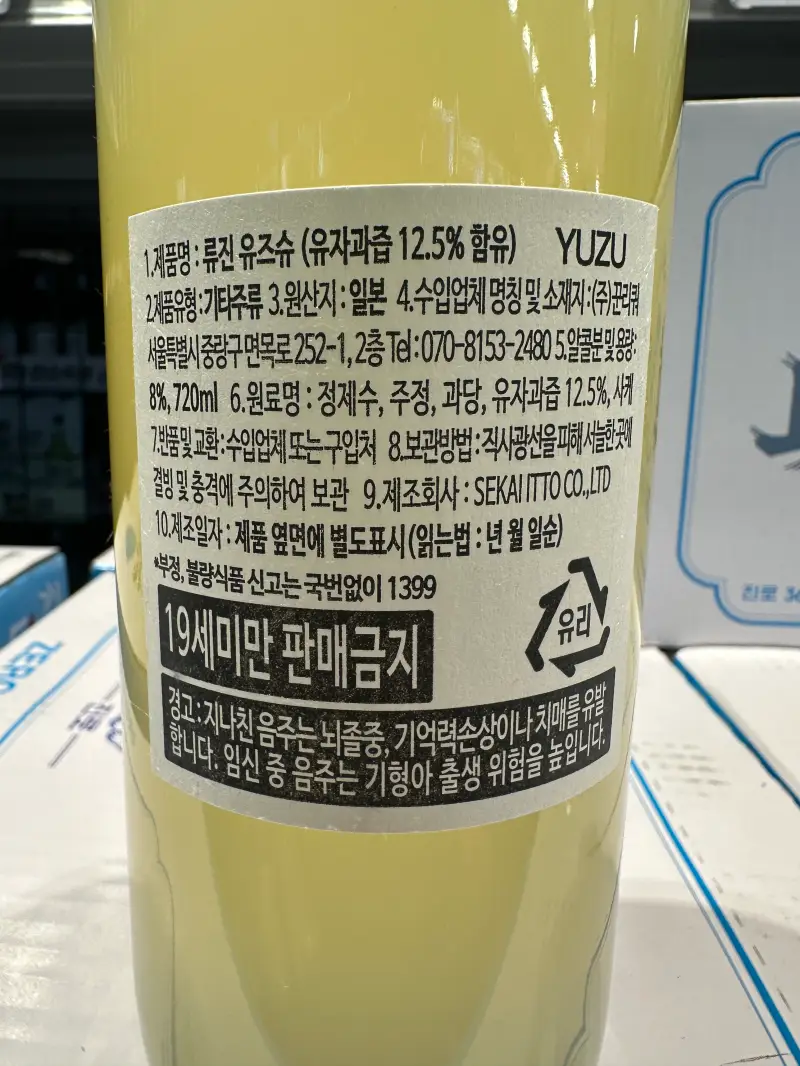 1.제품명 : 류진 유즈슈 (유자과즙 12.5% 함유) YUZU
2.제품유형:기타주류 3.원산지 : 일본 4.수입업체 명칭 및 소재지:(주)꾼리쿼
서울특별시 중랑구 면목로 252-1, 2층 Tel : 070-8153-2480 5.알콜분 및 용량:
8%, 720ml 6.원료명 : 정제수, 주정, 과당, 유자과즙 12.5%, 사케
7.반품 및 교환:수입업체 또는 구입처 8.보관방법:직사광선을 피해 서늘한 곳에
결빙 및 충격에 주의하여 보관 9.제조회사 : SEKAI ITTO CO.,LTD
10.제조일자 : 제품 옆면에 별도표시(읽는법 : 년 월 일순)
*부정, 불량식품 신고는 국번없이 1399
19세미만 판매금지
유리
경고:지나친 음주는 뇌졸중, 기억력손상이나 치매를 유발
합니다. 임신 중 음주는 기형아 출생 위험을 높입니다.
ZERO
진로
진로 36